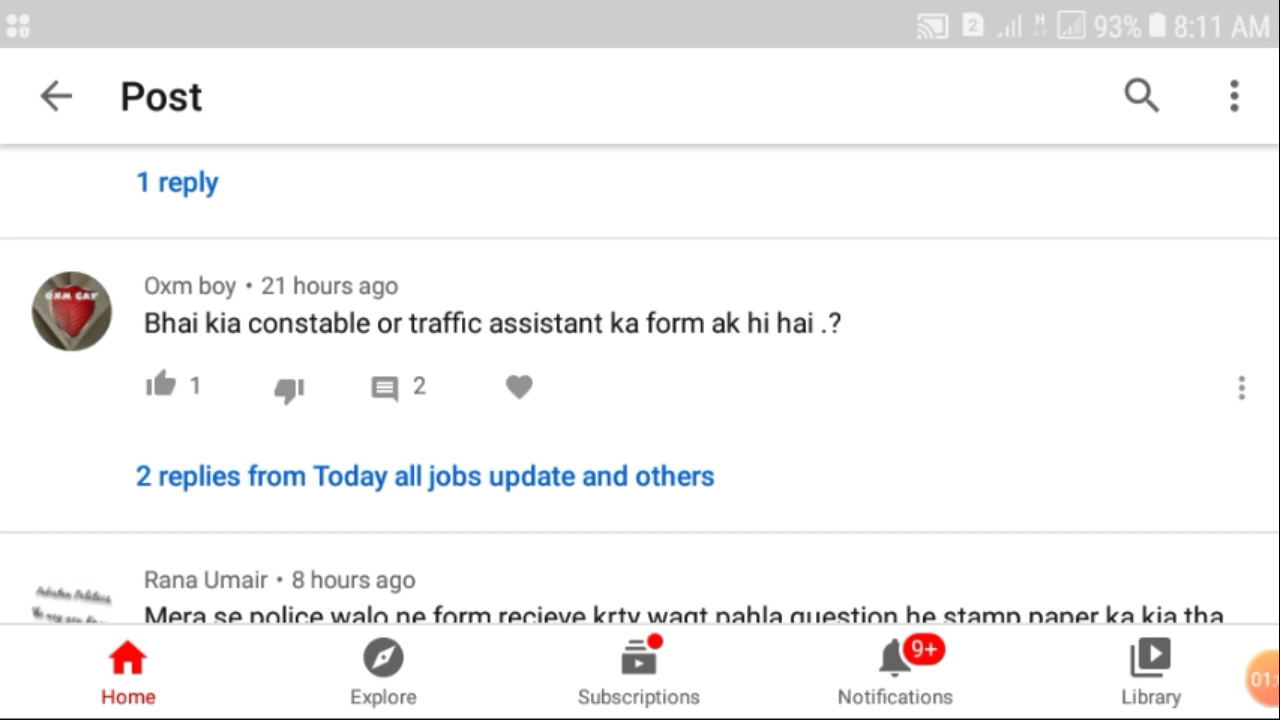 2 H 93% 8:11 AM
Post
1 reply
Oxm boy • 21 hours ago
Bhai kia constable or traffic assistant ka form ak hi hai .?
1 2
2 replies from Today all jobs update and others
Rana Umair • 8 hours ago
Mera se police walo ne form recieve krty waqt pahla question he stamp paper ka kia tha
9+
Home Explore Subscriptions Notifications Library
01: